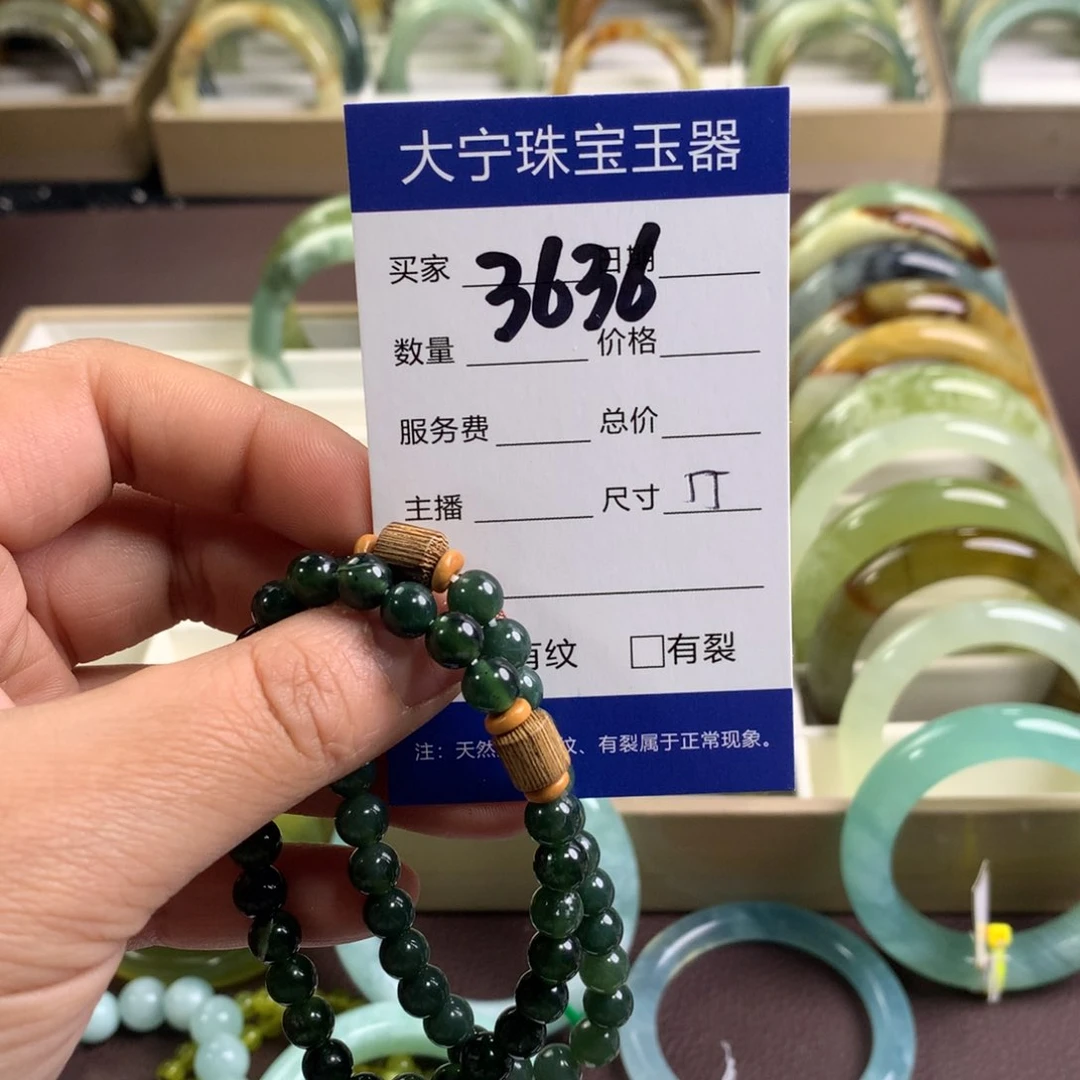 大宁珠宝玉器
买家 3636 日期
数量 价格
服务费 总价
主播 尺寸
有纹 □有裂
注：天然 纹、有裂属于正常现象。